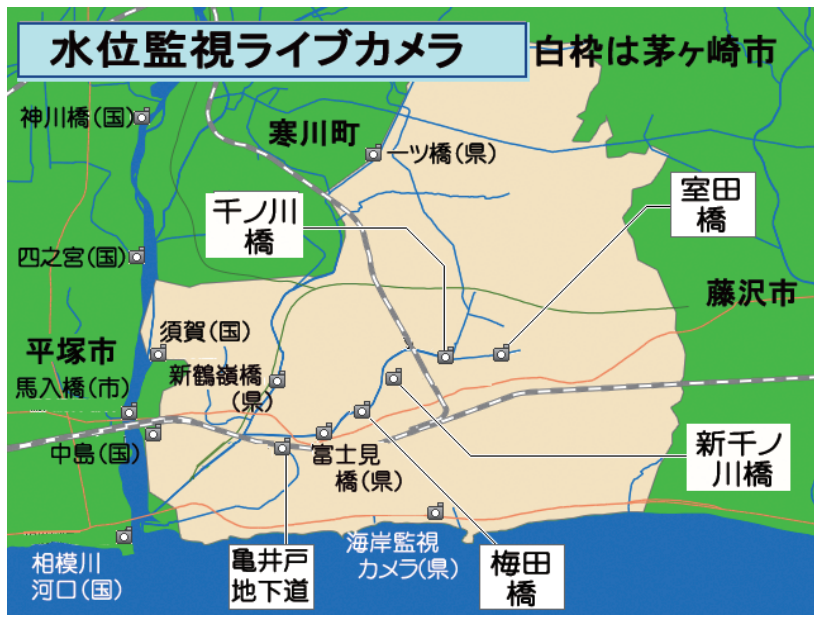 水位監視ライブカメラ
白枠は茅ヶ崎市
神川橋(国)
寒川町
一ツ橋(県)
千ノ川
橋
室田
橋
四之宮(国)
藤沢市
須賀(国)
平塚市
新鶴嶺橋
(県)
馬入橋(市)
中島(国)
富士見
橋(県)
新千ノ
川橋
相模川
河口(国)
亀井戸
地下道
海岸監視
カメラ(県)
梅田
橋